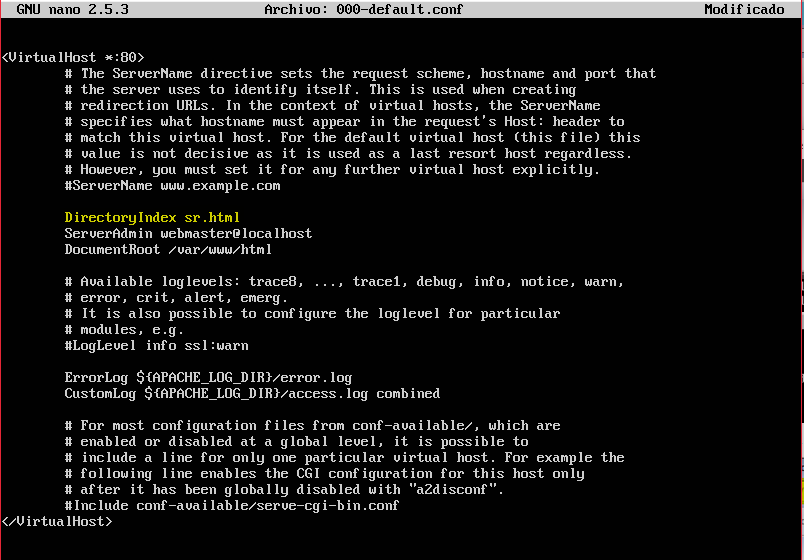 GNU nano 2.5.3 Archivo: 000-default.conf Modificado
<VirtualHost *:80>
# The ServerName directive sets the request scheme, hostname and port that
# the server uses to identify itself. This is used when creating
# redirection URLs. In the context of virtual hosts, the ServerName
# specifies what hostname must appear in the request's Host: header to
# match this virtual host. For the default virtual host (this file) this
# value is not decisive as it is used as a last resort host regardless.
# However, you must set it for any further virtual host explicitly.
#ServerName www.example.com
DirectoryIndex sr.html
ServerAdmin webmaster@localhost
DocumentRoot /var/www/html
# Available loglevels: trace8, ..., trace1, debug, info, notice, warn,
# error, crit, alert, emerg.
# It is also possible to configure the loglevel for particular
# modules, e.g.
#LogLevel info ssl:warn
ErrorLog ${APACHE_LOG_DIR}/error.log
CustomLog ${APACHE_LOG_DIR}/access.log combined
# For most configuration files from conf-available/, which are
# enabled or disabled at a global level, it is possible to
# include a line for only one particular virtual host. For example the
# following line enables the CGI configuration for this host only
# after it has been globally disabled with "a2disconf".
#Include conf-available/serve-cgi-bin.conf
</VirtualHost>